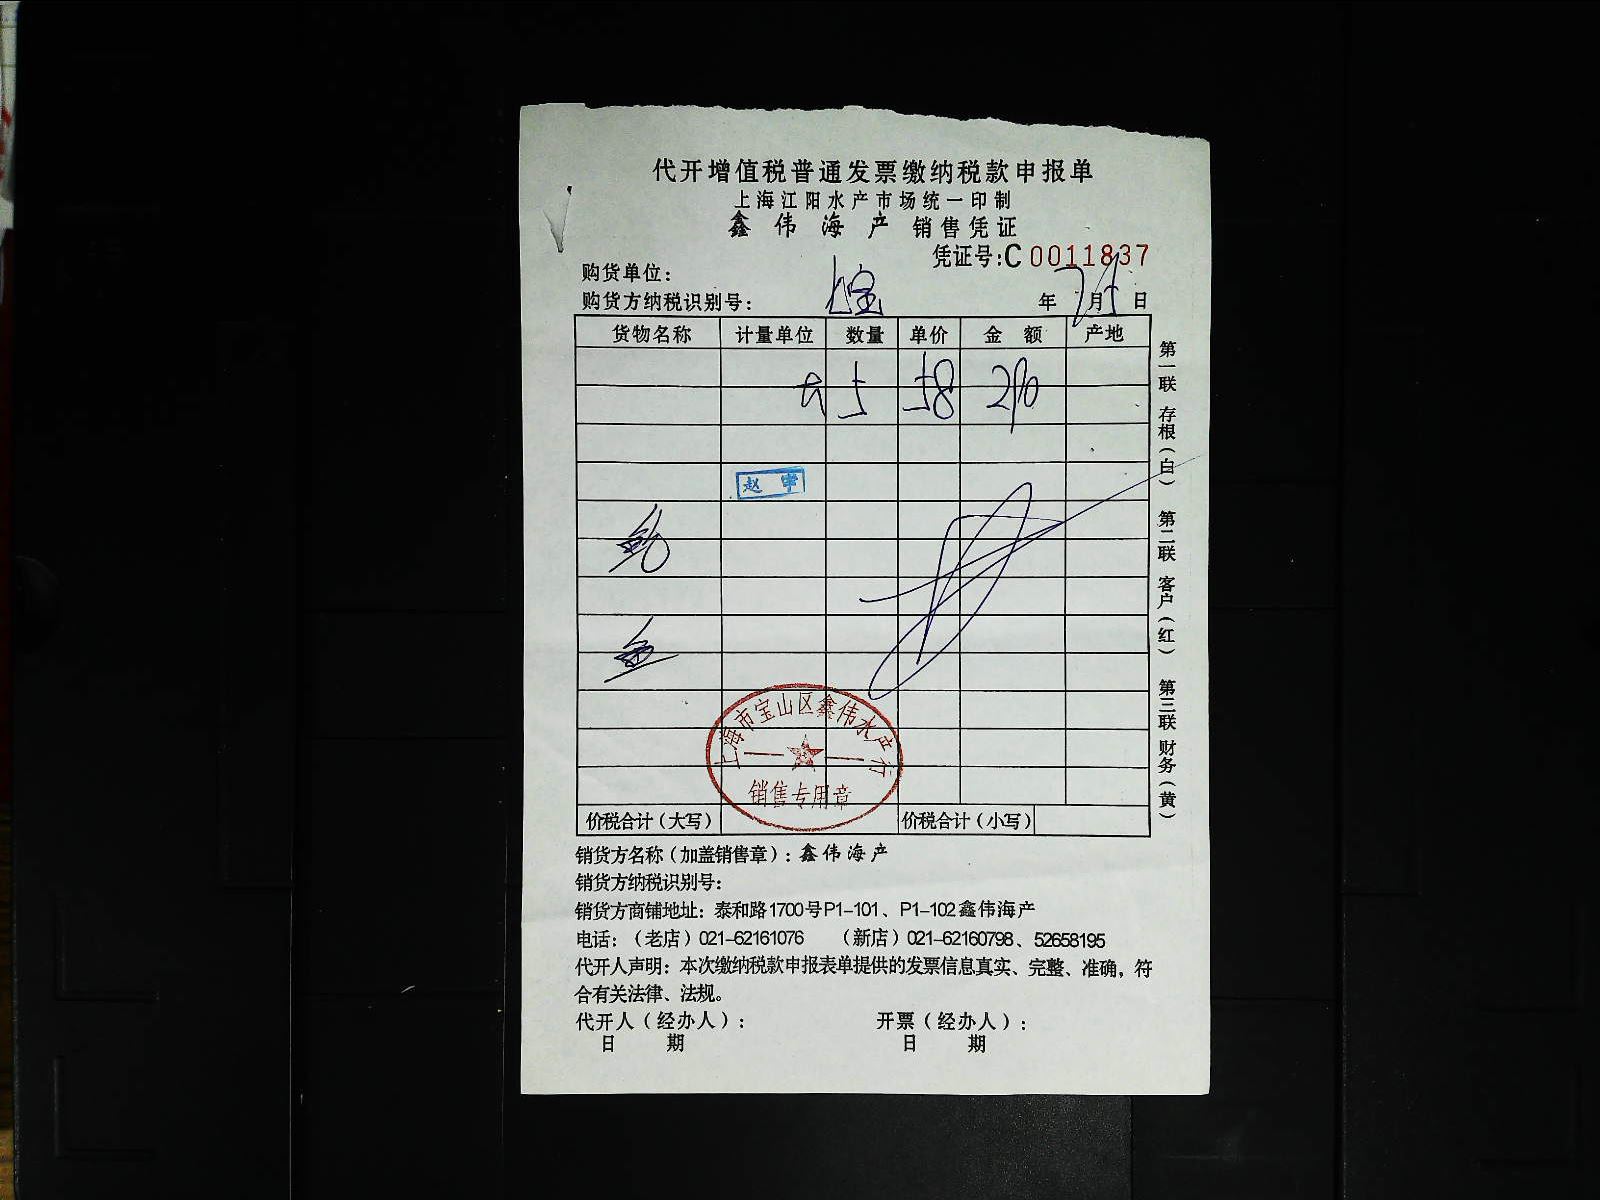 代开增值税普通发票缴纳税款申报单
上海江阳水产市场统一印制
鑫伟海产 销售凭证
凭证号:C 0011837
购货单位:
购货方纳税识别号: 年 7月 日
货物名称 计量单位 数量 单价 金额 产地
58
赵
上海市宝山区鑫伟水产行
销售专用章
价税合计(大写) 价税合计(小写)
第一联 存根(白) 第二联 客户(红) 第三联 财务(黄)
销货方名称(加盖销售章):鑫伟海产
销货方纳税识别号:
销货方商铺地址:泰和路1700号P1-101、P1-102鑫伟海产
电话:(老店)021-62161076 (新店)021-62160798、52658195
代开人声明:本次缴纳税款申报表单提供的发票信息真实、完整、准确,符
合有关法律、法规。
代开人(经办人): 开票(经办人):
日期 日期